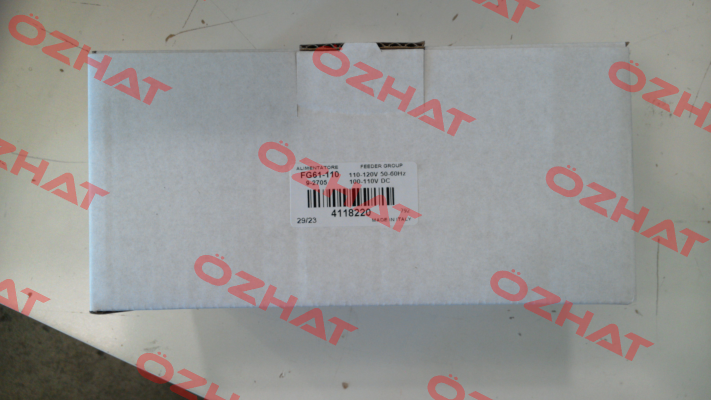 ALIMENTATORE FEEDER GROUP
FG61-110 110-120V 50-60Hz
9-2705 100-110V DC
4118220
29/23 MADE IN ITALY
ÖZHAT
ÖZHAT
ÖZHAT
ÖZHAT
ÖZHAT
ÖZHAT
ÖZHAT
ÖZHAT
ÖZHAT
ÖZHAT
ÖZHAT